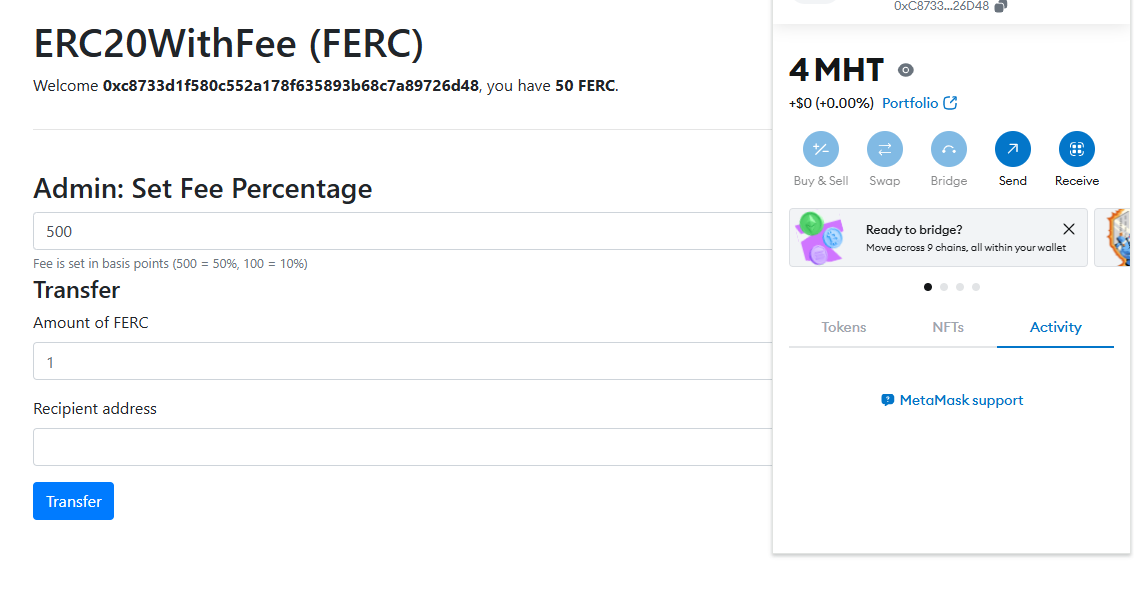 ERC20WithFee (FERC)
Welcome 0xc8733d1f580c552a178f635893b68c7a89726d48, you have 50 FERC.
Admin: Set Fee Percentage
500
Fee is set in basis points (500 = 50%, 100 = 10%)
Transfer
Amount of FERC
1
Recipient address
Transfer
0xC8733...26D48
4 MHT
+$0 (+0.00%) Portfolio
Buy & Sell Swap Bridge Send Receive
Ready to bridge?
Move across 9 chains, all within your wallet
Tokens NFTs Activity
MetaMask support